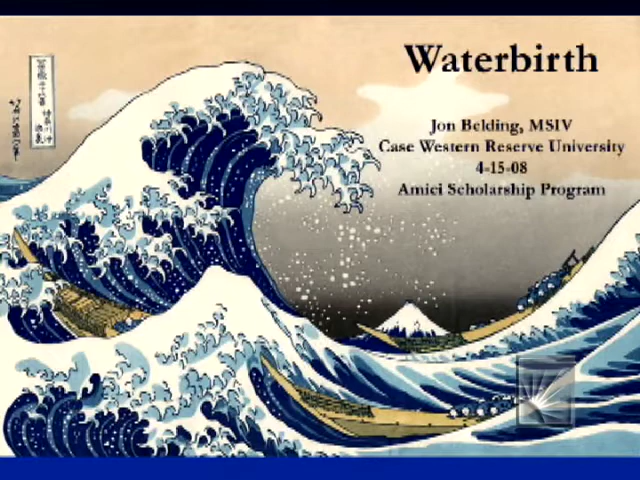 Waterbirth
Jon Belding, MSIV
Case Western Reserve University
4-15-08
Amici Scholarship Program